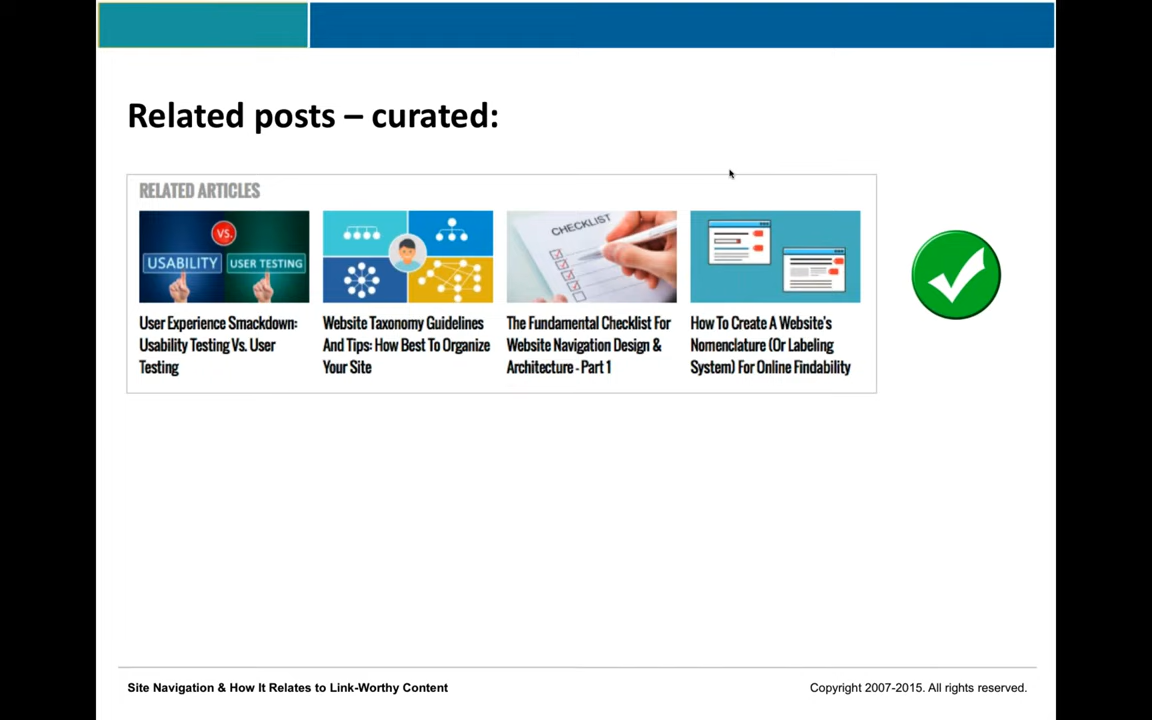 Related posts – curated:
RELATED ARTICLES
VS.
USABILITY
USER TESTING
CHECKLIST
User Experience Smackdown:
Usability Testing Vs. User
Testing
Website Taxonomy Guidelines
And Tips: How Best To Organize
Your Site
The Fundamental Checklist For
Website Navigation Design &
Architecture - Part 1
How To Create A Website's
Nomenclature (Or Labeling
System) For Online Findability
Site Navigation & How It Relates to Link-Worthy Content
Copyright 2007-2015. All rights reserved.